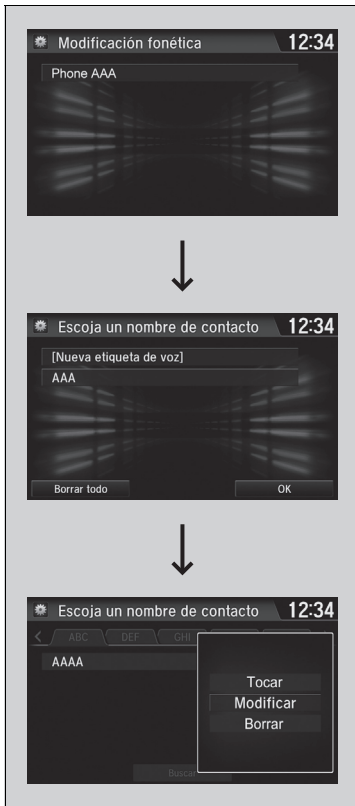 Modificación fonética 12:34
Phone AAA
Escoja un nombre de contacto 12:34
[Nueva etiqueta de voz]
AAA
Borrar todo OK
Escoja un nombre de contacto 12:34
ABC DEF GHI
AAAA
Tocar
Modificar
Borrar
Buscar